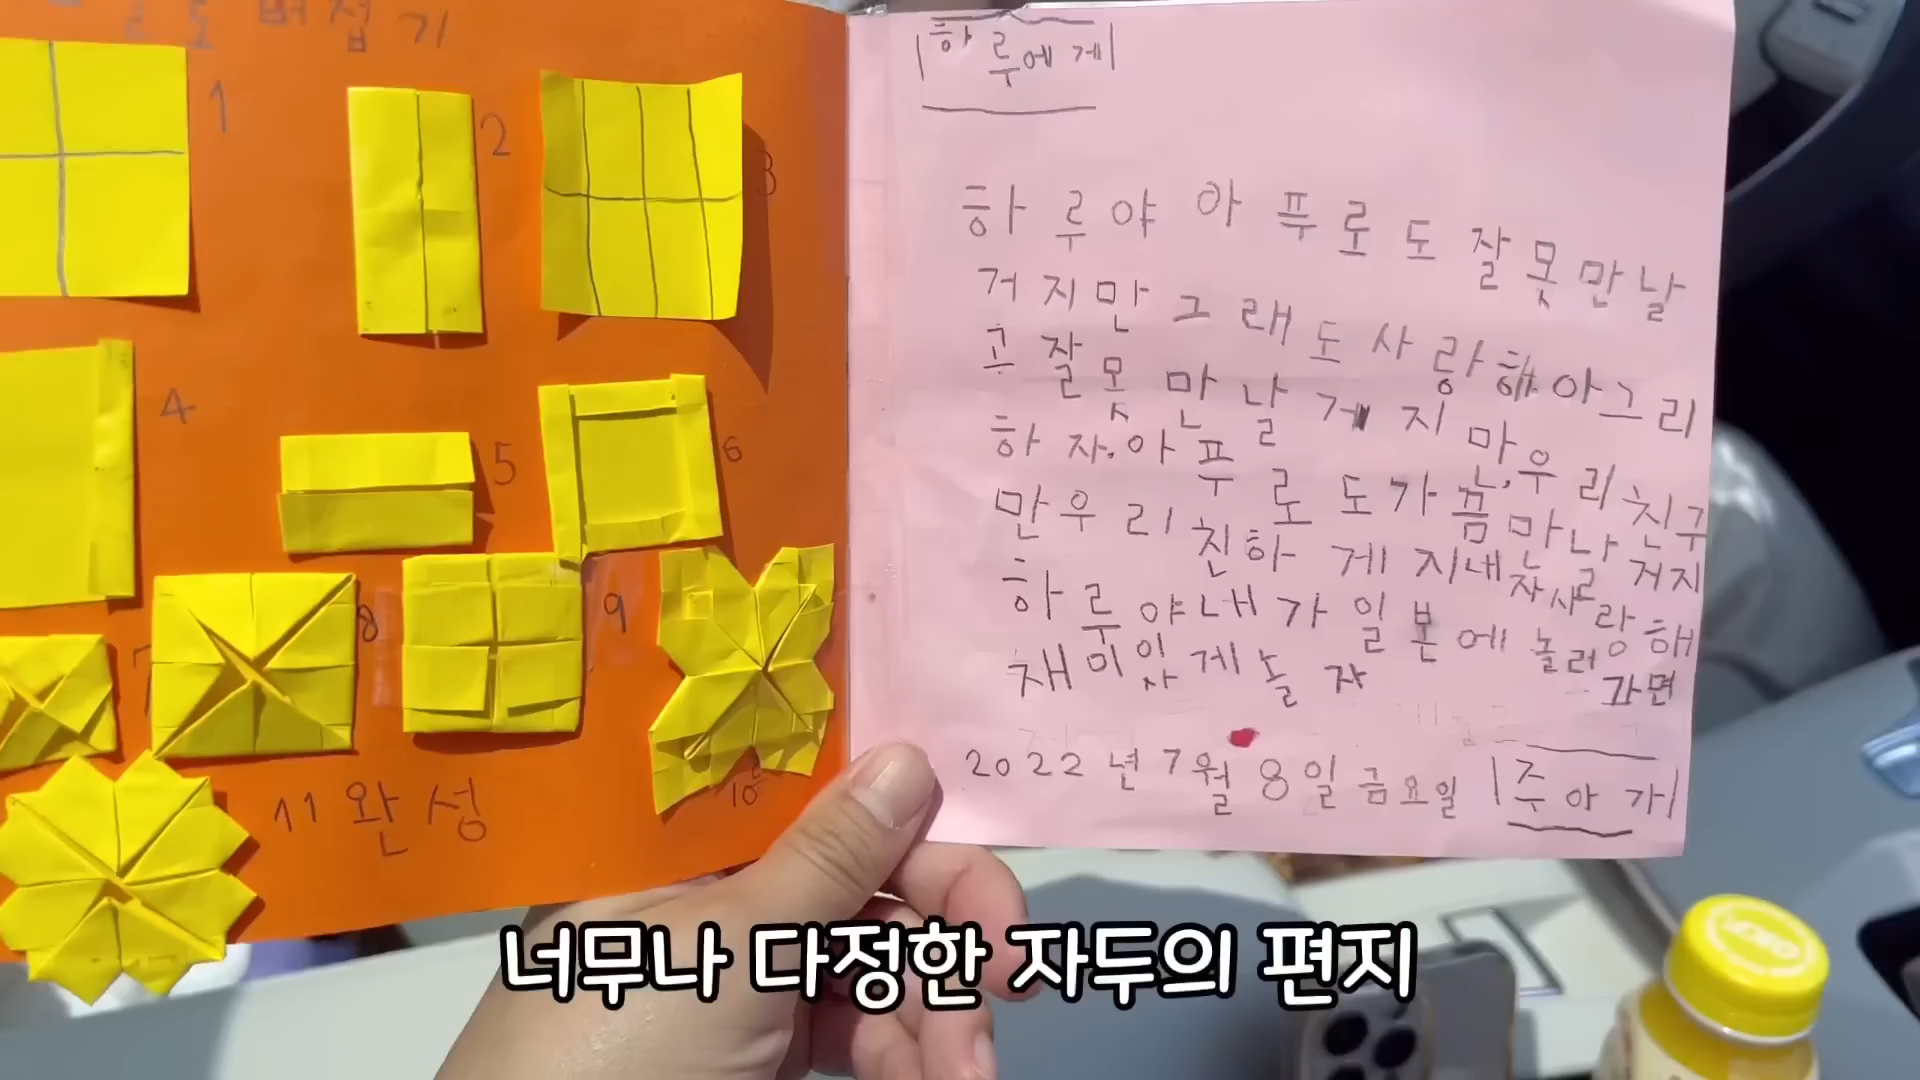 접기
1
2
3
4
5
6
7
8
9
10
11 완성
하루에게
하루야 아푸로도 잘못만날
거지만 그래도 사랑해아그리
고 잘못만날거지만, 우리친구
하자. 아푸로도가끔만날거지
만우리친하게지내자사랑해
하루야내가일본에놀러가면
재미잇게놀자
2022년 7월 8일 금요일 주아가
너무나 다정한 자두의 편지